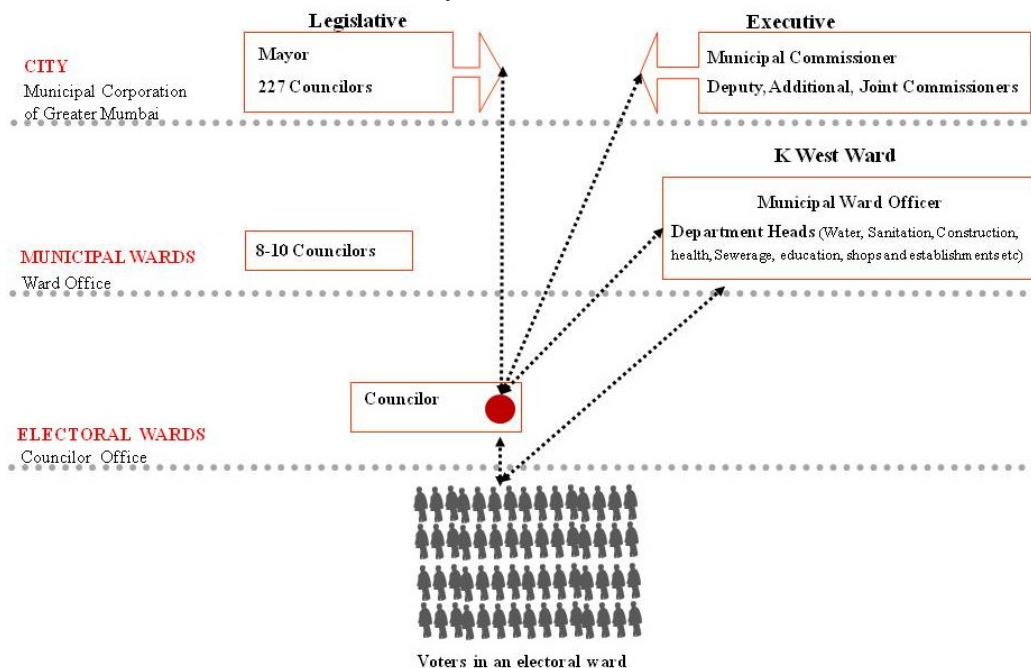 Legislative
Executive
CITY
Municipal Corporation
of Greater Mumbai
Mayor
227 Councilors
Municipal Commissioner
Deputy, Additional, Joint Commissioners
K West Ward
MUNICIPAL WARDS
Ward Office
8-10 Councilors
Municipal Ward Officer
Department Heads (Water, Sanitation, Construction,
health, Sewerage, education, shops and establishments etc)
ELECTORAL WARDS
Councilor Office
Councilor
Voters in an electoral ward